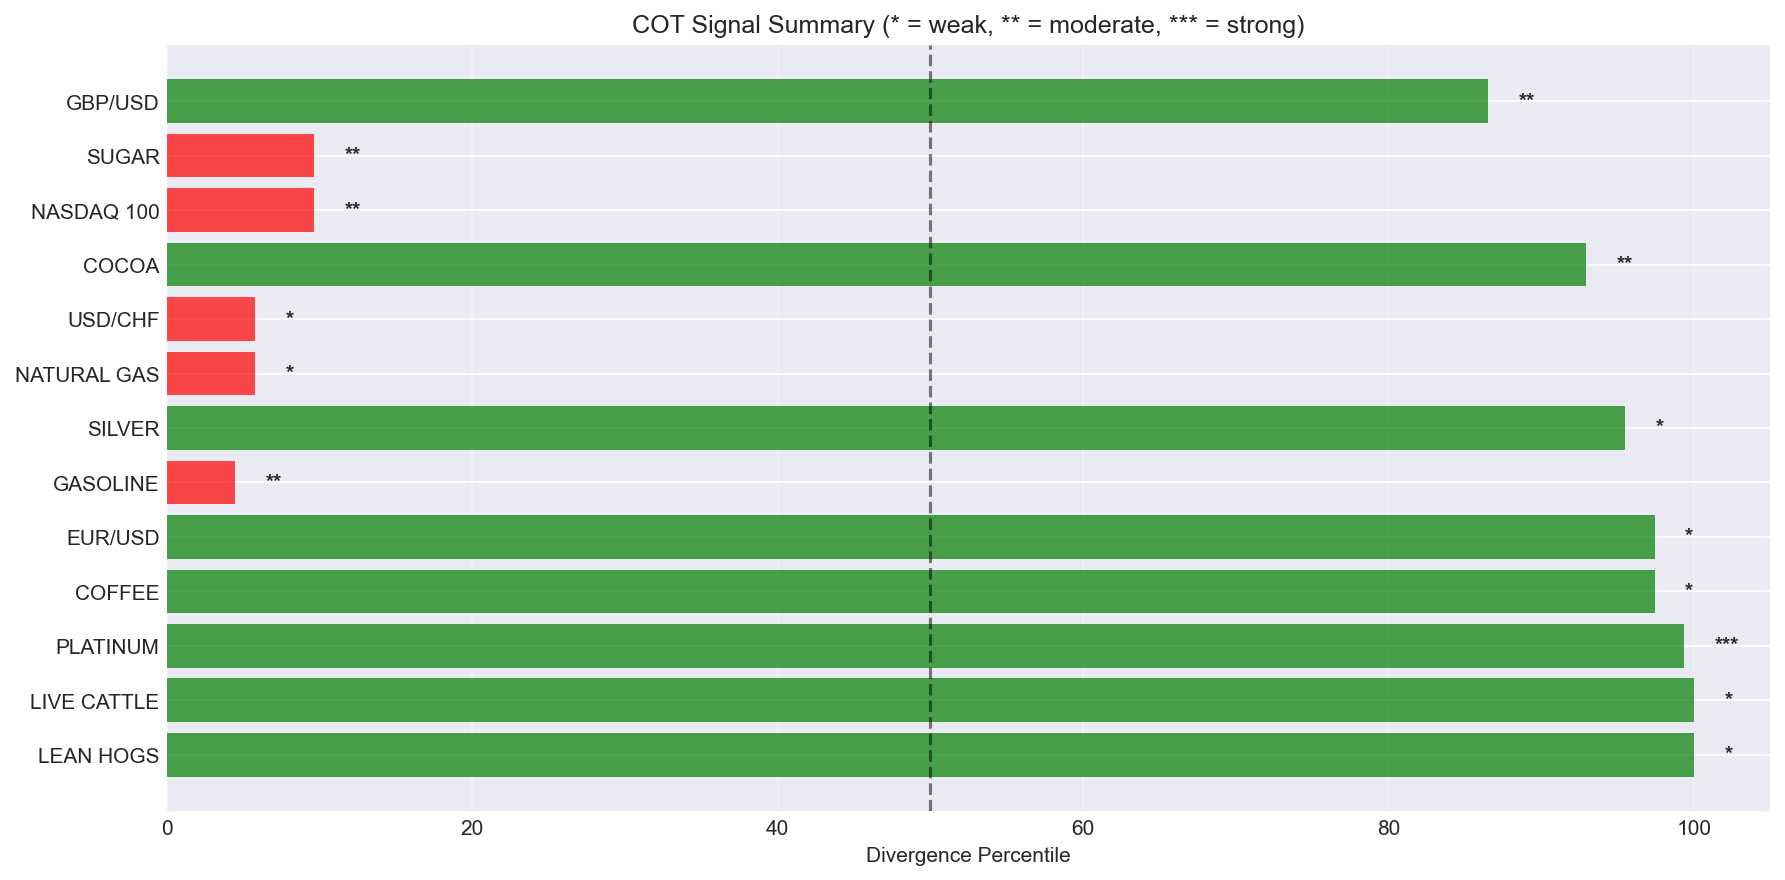 COT Signal Summary (* = weak, ** = moderate, *** = strong)
GBP/USD **
SUGAR **
NASDAQ 100 **
COCOA **
USD/CHF *
NATURAL GAS *
SILVER *
GASOLINE **
EUR/USD *
COFFEE *
PLATINUM ***
LIVE CATTLE *
LEAN HOGS *
0 20 40 60 80 100
Divergence Percentile